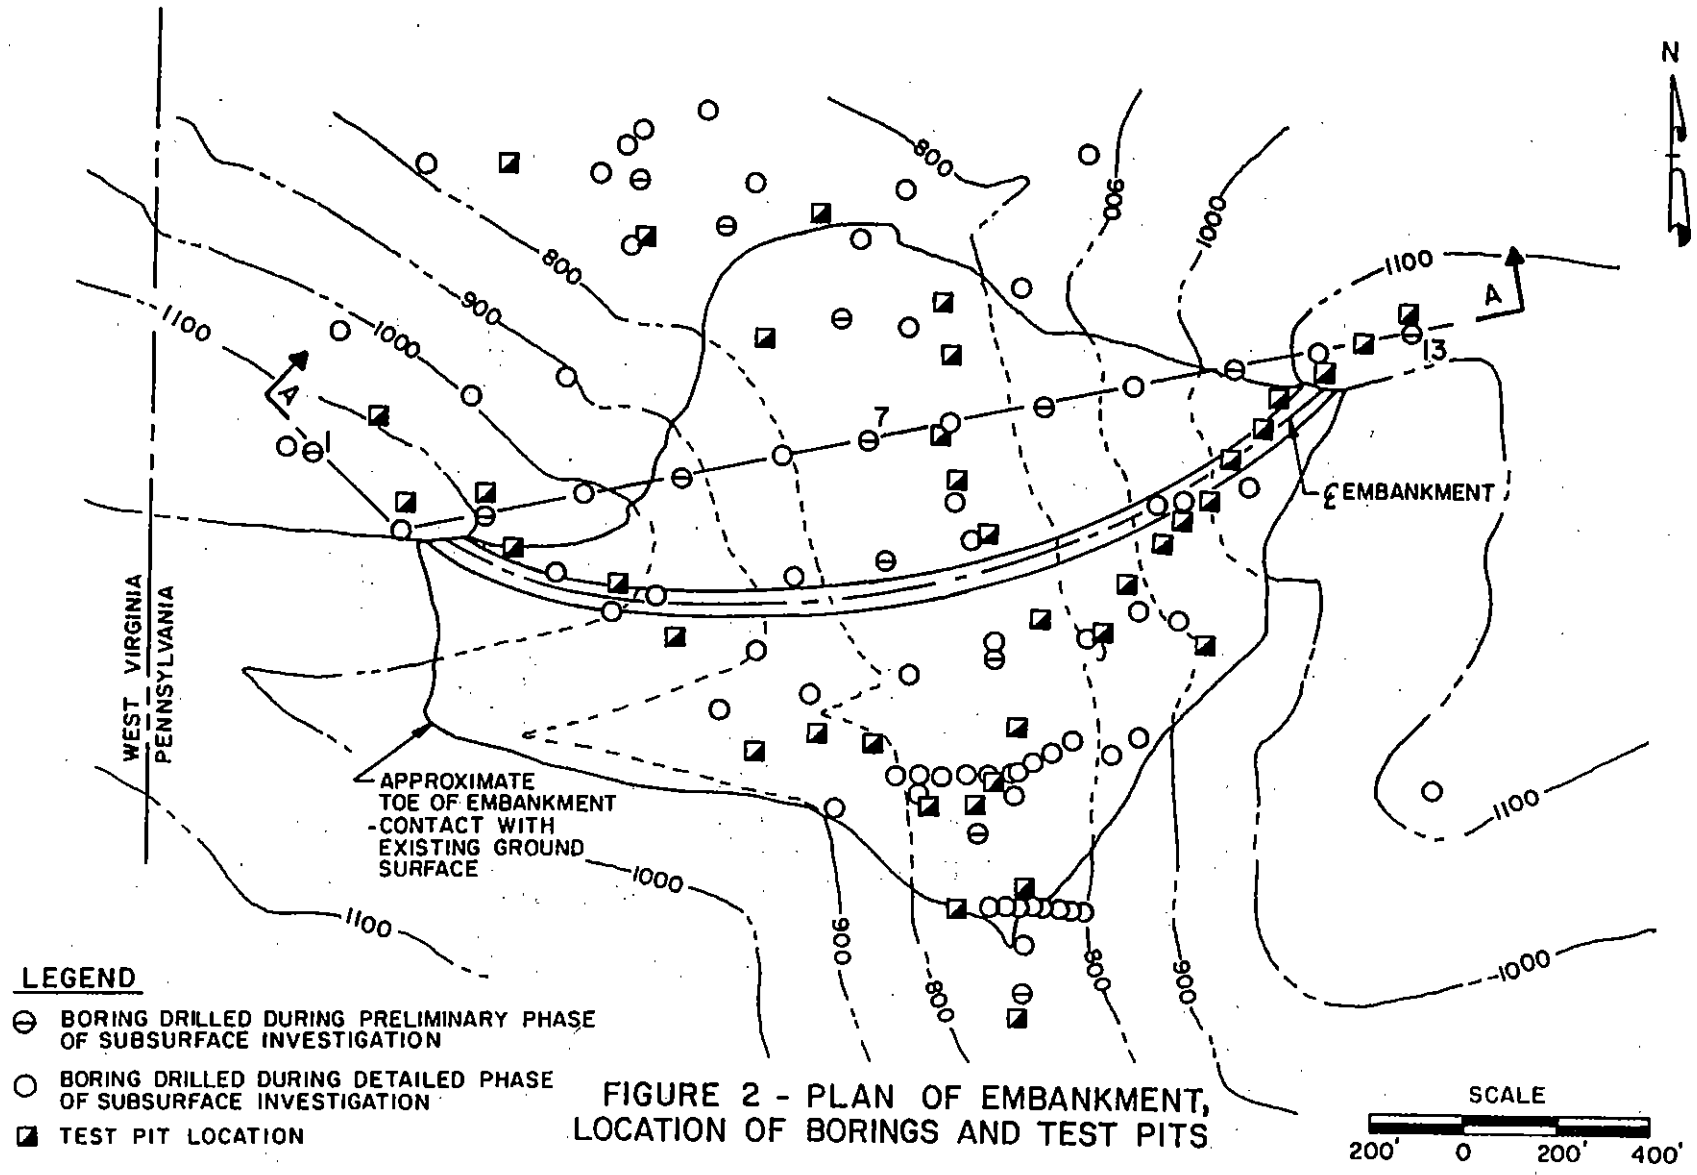 N
800
900
1000
1100
A
800
900
1000
1100
A
13
7
1
℄ EMBANKMENT
WEST VIRGINIA
PENNSYLVANIA
APPROXIMATE
TOE OF EMBANKMENT
-CONTACT WITH
EXISTING GROUND
SURFACE
1100
1000
1000
1100
900
800
800
900
LEGEND
BORING DRILLED DURING PRELIMINARY PHASE
OF SUBSURFACE INVESTIGATION
BORING DRILLED DURING DETAILED PHASE
OF SUBSURFACE INVESTIGATION
TEST PIT LOCATION
FIGURE 2 - PLAN OF EMBANKMENT,
LOCATION OF BORINGS AND TEST PITS
SCALE
200' 0 200' 400'